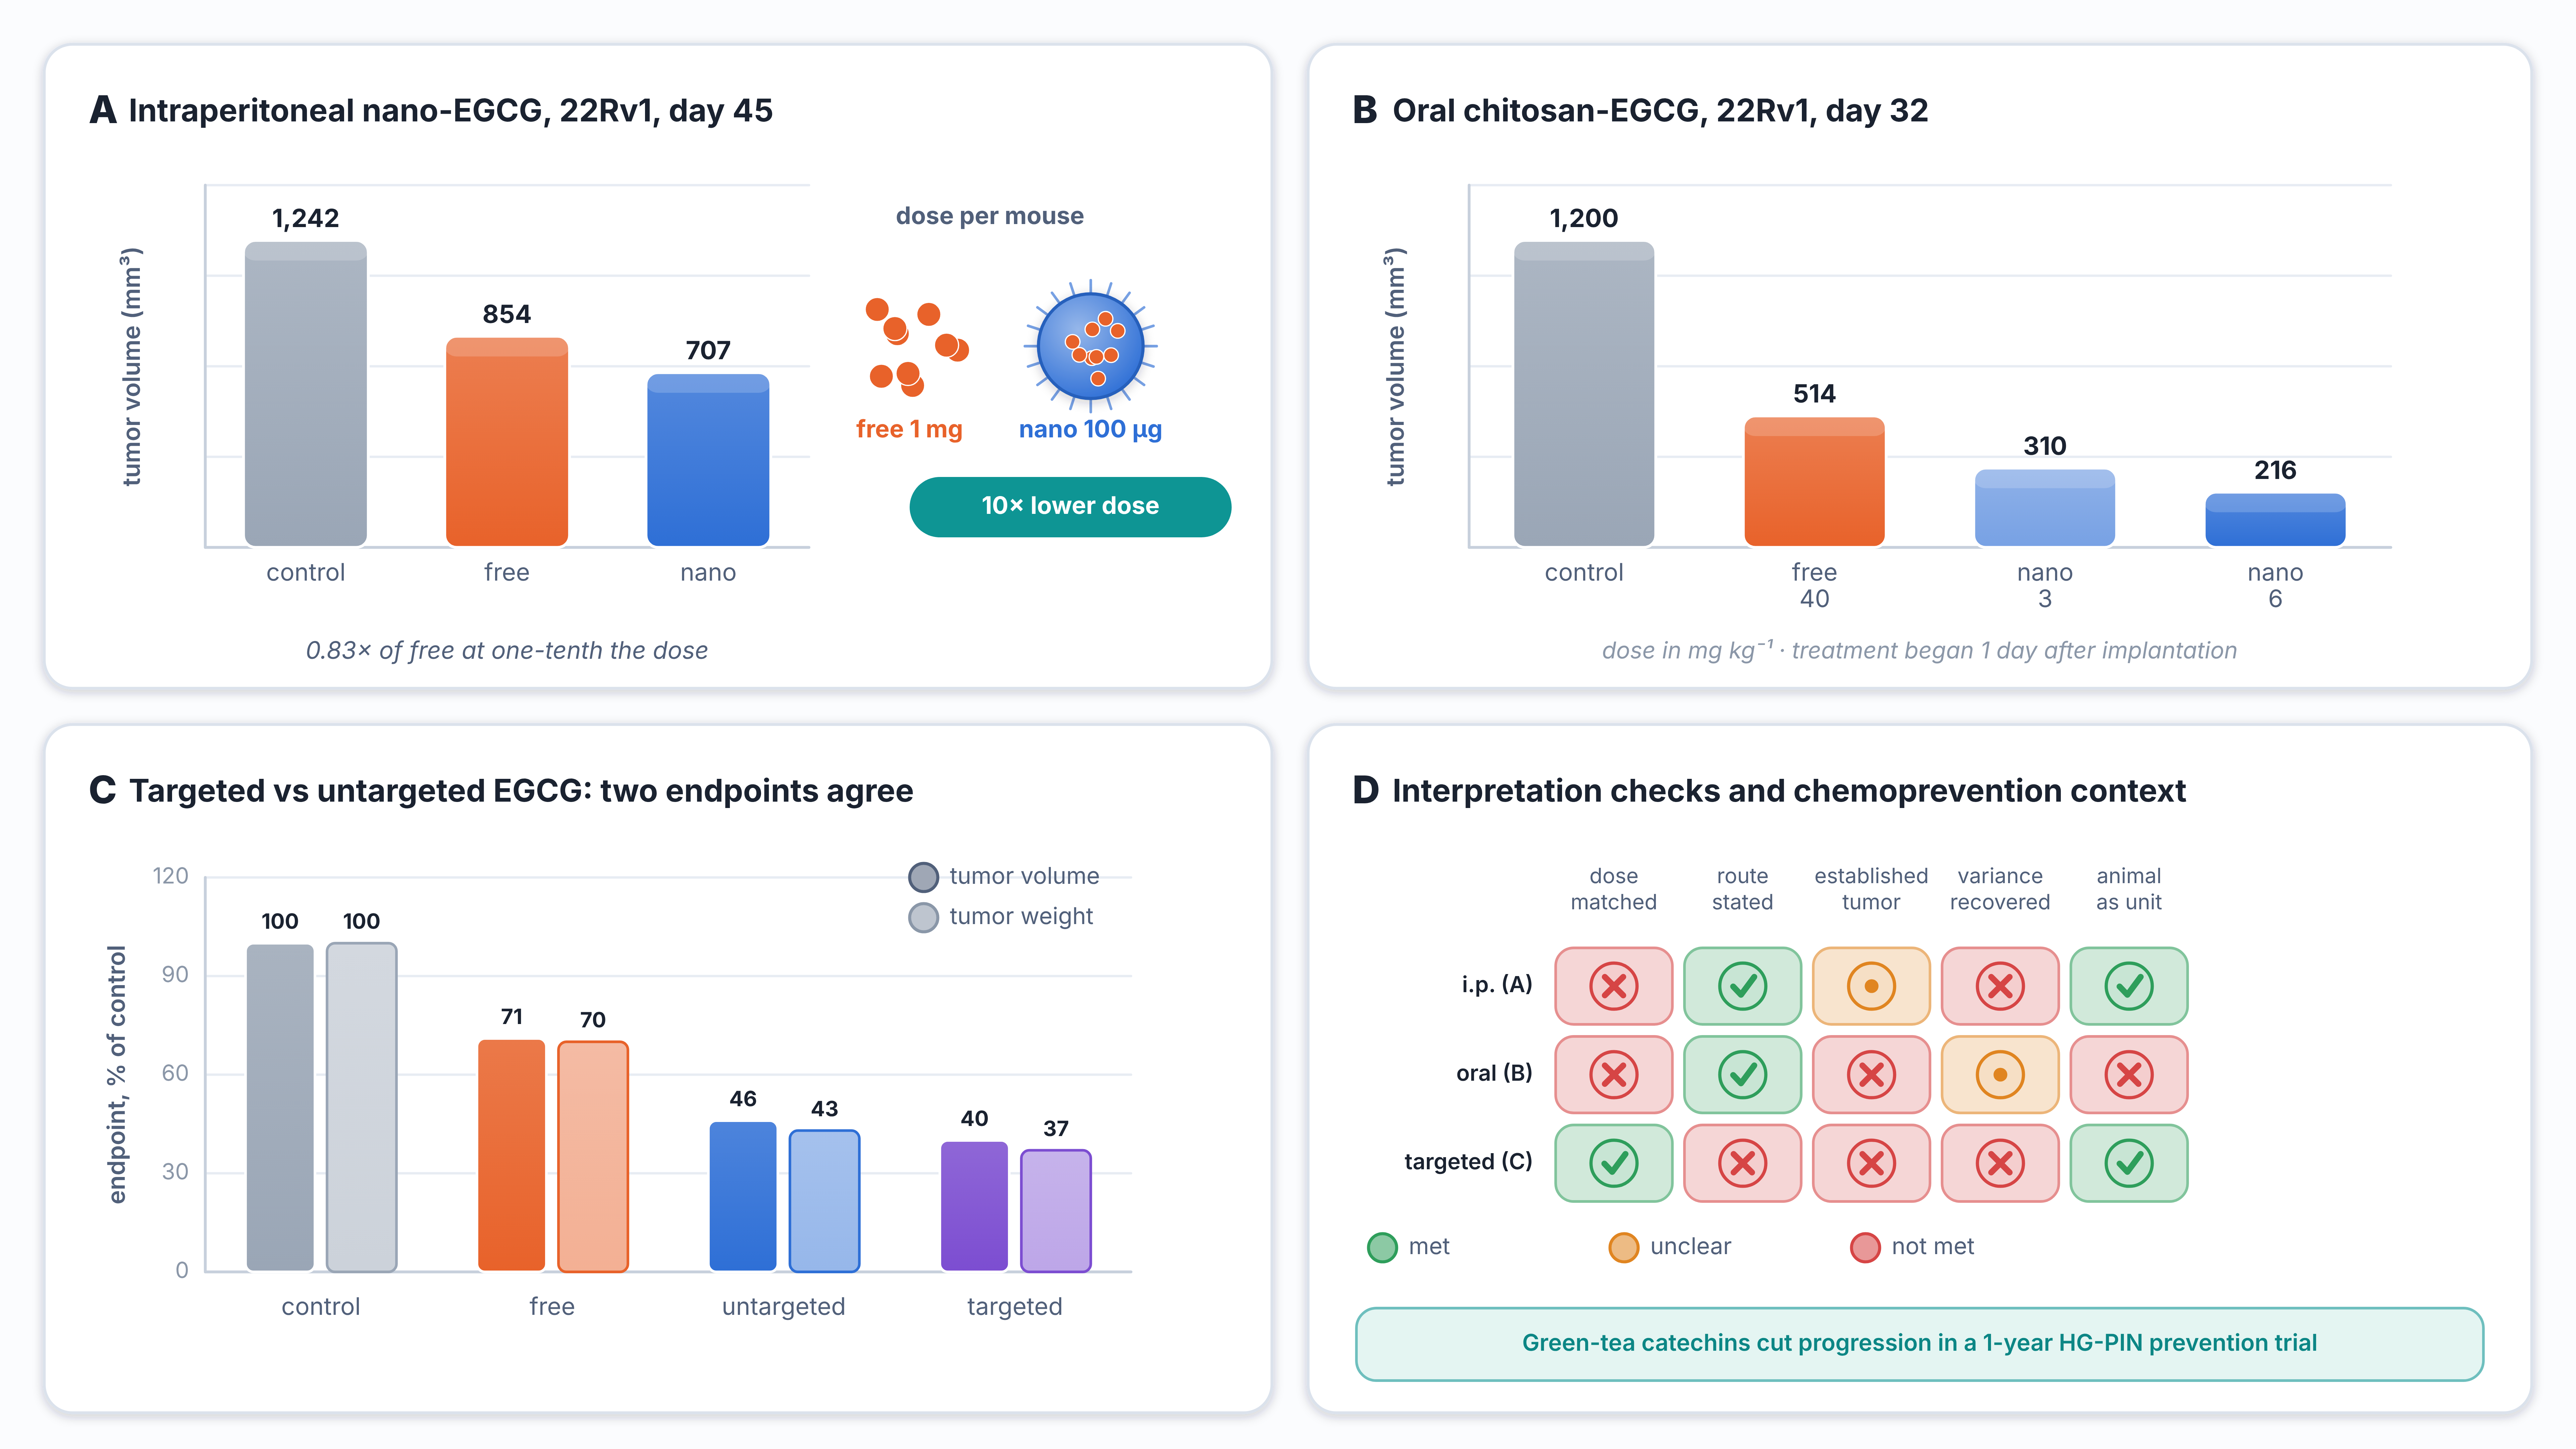 A Intraperitoneal nano-EGCG, 22Rv1, day 45
tumor volume (mm³)
1,242
854
707
control
free
nano
0.83× of free at one-tenth the dose
dose per mouse
free 1 mg
nano 100 µg
10× lower dose
B Oral chitosan-EGCG, 22Rv1, day 32
tumor volume (mm³)
1,200
514
310
216
control
free
40
nano
3
nano
6
dose in mg kg⁻¹ · treatment began 1 day after implantation
C Targeted vs untargeted EGCG: two endpoints agree
endpoint, % of control
120
90
60
30
0
tumor volume
tumor weight
100
100
71
70
46
43
40
37
control
free
untargeted
targeted
D Interpretation checks and chemoprevention context
dose
matched
route
stated
established
tumor
variance
recovered
animal
as unit
i.p. (A)
oral (B)
targeted (C)
met
unclear
not met
Green-tea catechins cut progression in a 1-year HG-PIN prevention trial